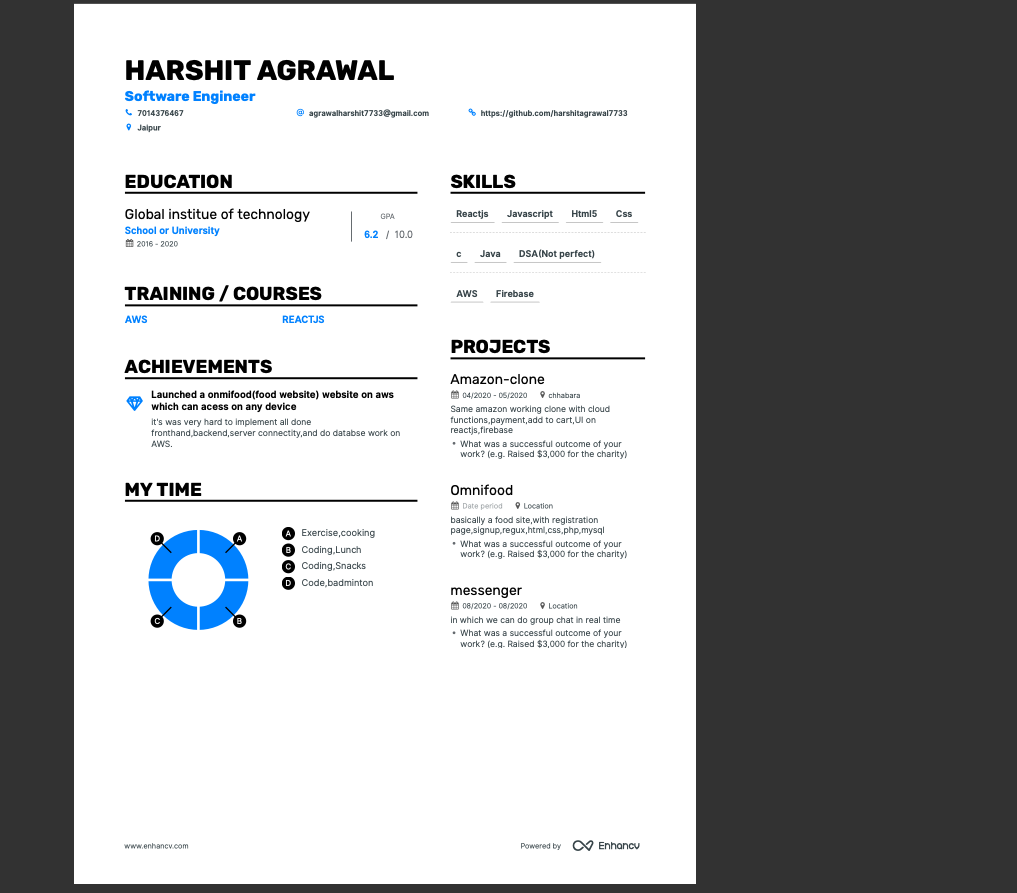 HARSHIT AGRAWAL
Software Engineer
7014376467
agrawalharshit7733@gmail.com
https://github.com/harshitagrawal7733
Jaipur
EDUCATION
Global institue of technology
School or University
2016 - 2020
GPA
6.2 / 10.0
TRAINING / COURSES
AWS
REACTJS
ACHIEVEMENTS
Launched a onmifood(food website) website on aws
which can acess on any device
it's was very hard to implement all done
fronthand,backend,server connectity,and do databse work on
AWS.
MY TIME
D
A
C
B
A Exercise,cooking
B Coding,Lunch
C Coding,Snacks
D Code,badminton
SKILLS
Reactjs Javascript Html5 Css
c Java DSA(Not perfect)
AWS Firebase
PROJECTS
Amazon-clone
04/2020 - 05/2020 chhabara
Same amazon working clone with cloud
functions,payment,add to cart,UI on
reactjs,firebase
• What was a successful outcome of your
work? (e.g. Raised $3,000 for the charity)
Omnifood
Date period Location
basically a food site,with registration
page,signup,regux,html,css,php,mysql
• What was a successful outcome of your
work? (e.g. Raised $3,000 for the charity)
messenger
08/2020 - 08/2020 Location
in which we can do group chat in real time
• What was a successful outcome of your
work? (e.g. Raised $3,000 for the charity)
www.enhancv.com
Powered by Enhancv